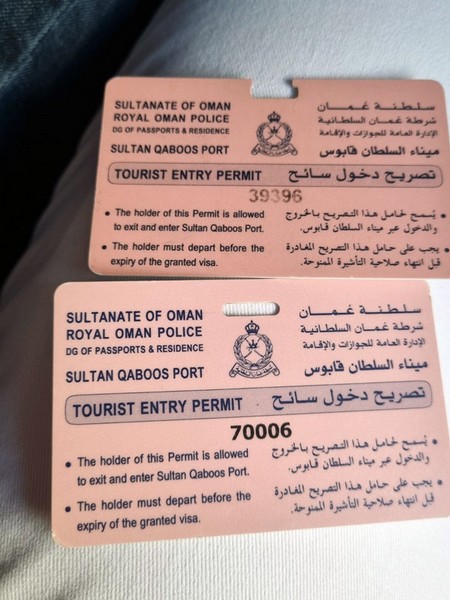 SULTANATE OF OMAN
ROYAL OMAN POLICE
DG OF PASSPORTS & RESIDENCE
SULTAN QABOOS PORT
سلطنة عمان
شرطة عمان السلطانية
الإدارة العامة للجوازات والإقامة
ميناء السلطان قابوس
TOURIST ENTRY PERMIT تصريح دخول سائح
39396
• The holder of this Permit is allowed
to exit and enter Sultan Qaboos Port.
• The holder must depart before the
expiry of the granted visa.
• يُسمح لحامل هذا التصريح بالخروج
والدخول عبر ميناء السلطان قابوس.
• يجب على حامل هذا التصريح المغادرة
قبل انتهاء صلاحية التأشيرة الممنوحة.
SULTANATE OF OMAN
ROYAL OMAN POLICE
DG OF PASSPORTS & RESIDENCE
SULTAN QABOOS PORT
سلطنة عمان
شرطة عمان السلطانية
الإدارة العامة للجوازات والإقامة
ميناء السلطان قابوس
TOURIST ENTRY PERMIT تصريح دخول سائح
70006
• The holder of this Permit is allowed
to exit and enter Sultan Qaboos Port.
• The holder must depart before the
expiry of the granted visa.
• يُسمح لحامل هذا التصريح بالخروج
والدخول عبر ميناء السلطان قابوس.
• يجب على حامل هذا التصريح المغادرة
قبل انتهاء صلاحية التأشيرة الممنوحة.